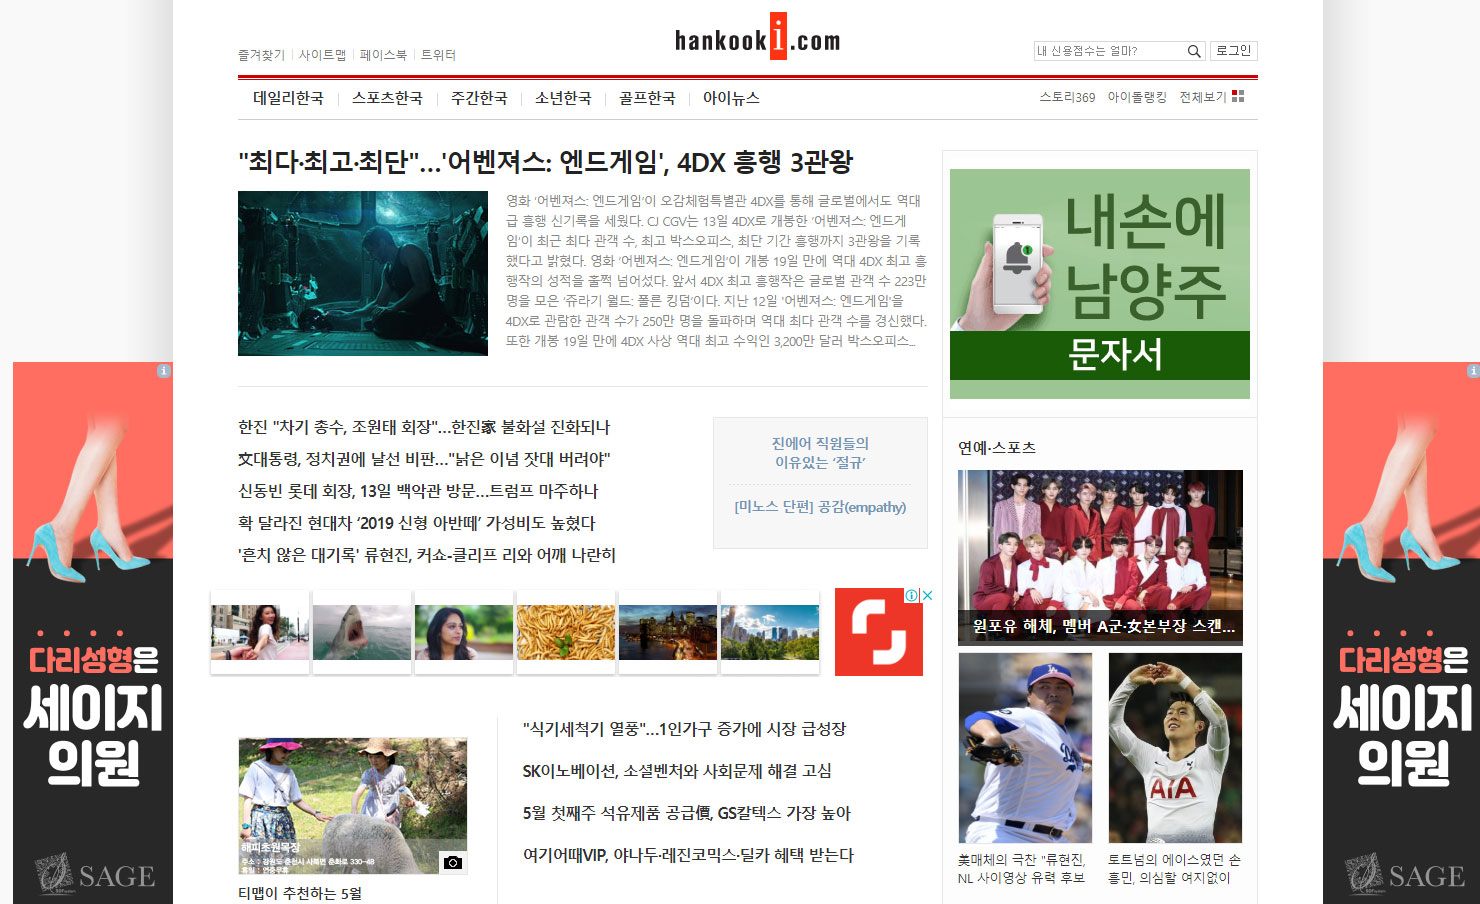 즐겨찾기
사이트맵
페이스북
트위터
hankooki.com
내 신용점수는 얼마?
로그인
데일리한국
스포츠한국
주간한국
소년한국
골프한국
아이뉴스
스토리369
아이돌랭킹
전체보기
"최다·최고·최단"...'어벤져스: 엔드게임', 4DX 흥행 3관왕
영화 '어벤져스: 엔드게임'이 오감체험특별관 4DX를 통해 글로벌에서도 역대
급 흥행 신기록을 세웠다. CJ CGV는 13일 4DX로 개봉한 '어벤져스: 엔드게
임'이 최근 최다 관객 수, 최고 박스오피스, 최단 기간 흥행까지 3관왕을 기록
했다고 밝혔다. 영화 '어벤져스: 엔드게임'이 개봉 19일 만에 역대 4DX 최고 흥
행작의 성적을 훌쩍 넘어섰다. 앞서 4DX 최고 흥행작은 글로벌 관객 수 223만
명을 모은 '쥬라기 월드: 폴른 킹덤'이다. 지난 12일 '어벤져스: 엔드게임'을
4DX로 관람한 관객 수가 250만 명을 돌파하며 역대 최다 관객 수를 경신했다.
또한 개봉 19일 만에 4DX 사상 역대 최고 수익인 3,200만 달러 박스오피스...
내손에
남양주
문자서
한진 "차기 총수, 조원태 회장"...한진家 불화설 진화되나
文대통령, 정치권에 날선 비판..."낡은 이념 잣대 버려야"
신동빈 롯데 회장, 13일 백악관 방문...트럼프 마주하나
확 달라진 현대차 '2019 신형 아반떼' 가성비도 높혔다
'흔치 않은 대기록' 류현진, 커쇼-클리프 리와 어깨 나란히
진에어 직원들의
이유있는 '절규'
[미노스 단편] 공감(empathy)
연예·스포츠
원포유 해체, 멤버 A군·女본부장 스캔...
美매체의 극찬 "류현진,
NL 사이영상 유력 후보
토트넘의 에이스였던 손
흥민, 의심할 여지없이
AIA
해피초원목장
주소 : 강원도 춘천시 사북면 춘화로 330-48
휴일 : 연중무휴
티맵이 추천하는 5월
"식기세척기 열풍"...1인가구 증가에 시장 급성장
SK이노베이션, 소셜벤처와 사회문제 해결 고심
5월 첫째주 석유제품 공급價, GS칼텍스 가장 높아
여기어때VIP, 야나두·레진코믹스·딜카 혜택 받는다
다리성형은
세이지
의원
SAGE
다리성형은
세이지
의원
SAGE